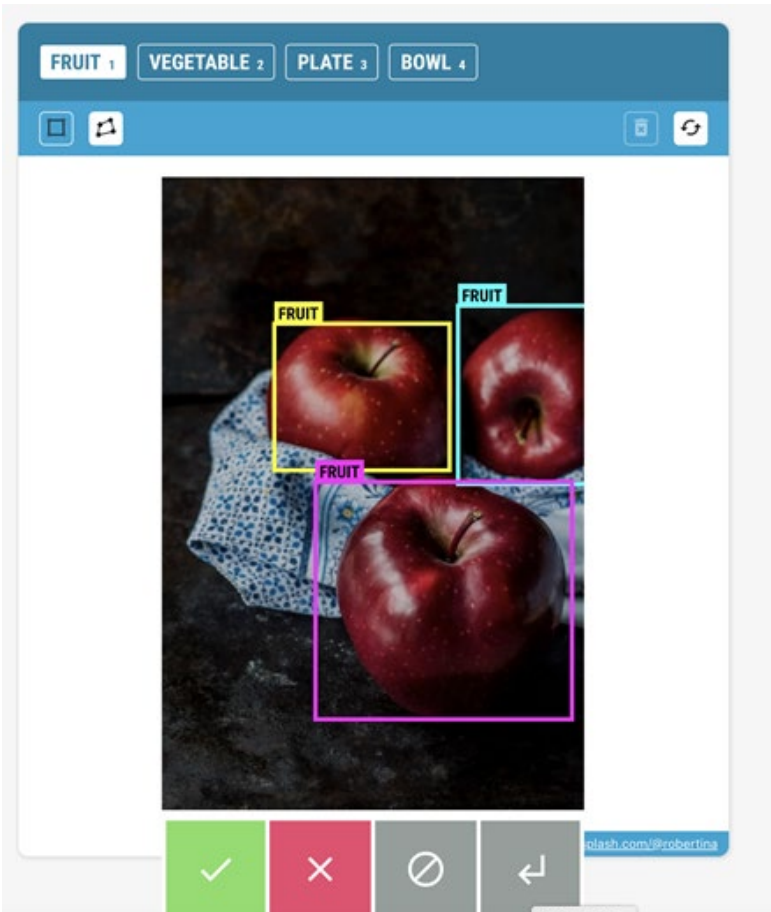 FRUIT 1 VEGETABLE 2 PLATE 3 BOWL 4
FRUIT
FRUIT
FRUIT
splash.com/@robertina